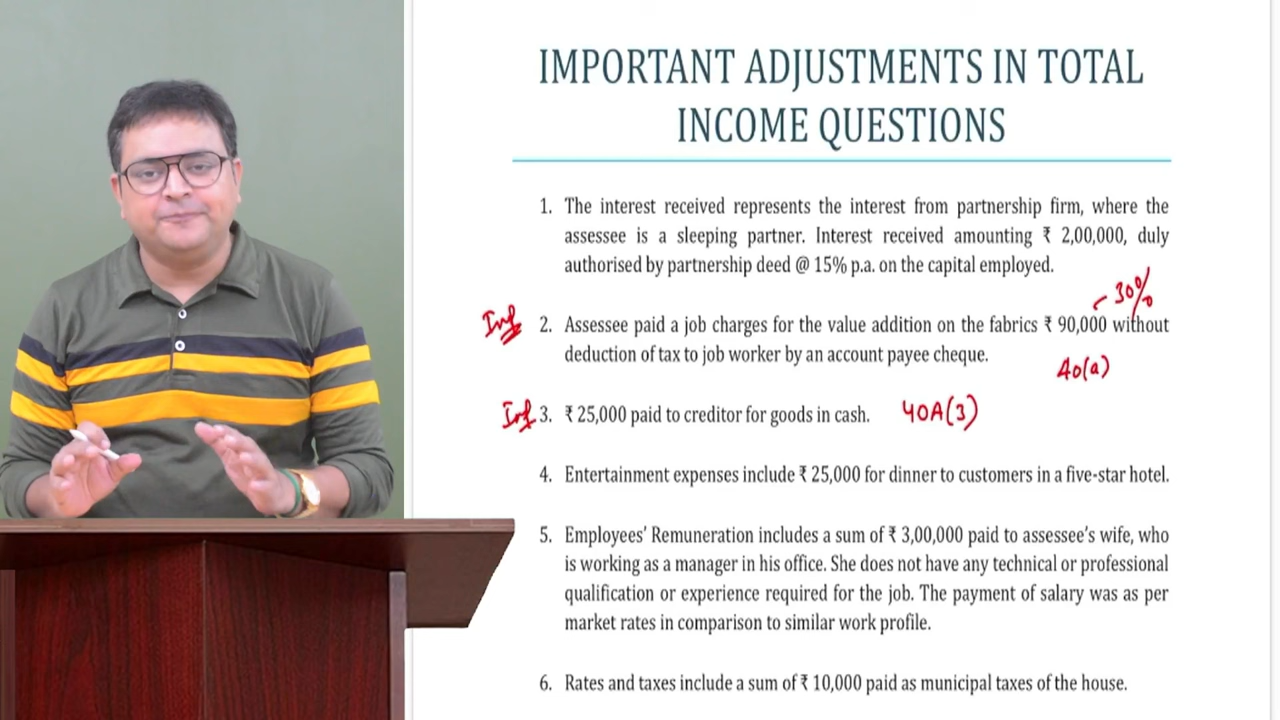 IMPORTANT ADJUSTMENTS IN TOTAL
INCOME QUESTIONS
1. The interest received represents the interest from partnership firm, where the
assessee is a sleeping partner. Interest received amounting ₹ 2,00,000, duly
authorised by partnership deed @ 15% p.a. on the capital employed.
30%
Imp 2. Assessee paid a job charges for the value addition on the fabrics ₹ 90,000 without
deduction of tax to job worker by an account payee cheque.
40(a)
Imp 3. ₹ 25,000 paid to creditor for goods in cash. 40A(3)
4. Entertainment expenses include ₹ 25,000 for dinner to customers in a five-star hotel.
5. Employees' Remuneration includes a sum of ₹ 3,00,000 paid to assessee's wife, who
is working as a manager in his office. She does not have any technical or professional
qualification or experience required for the job. The payment of salary was as per
market rates in comparison to similar work profile.
6. Rates and taxes include a sum of ₹ 10,000 paid as municipal taxes of the house.